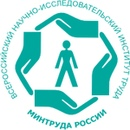 ВСЕРОССИЙСКИЙ НАУЧНО-ИССЛЕДОВАТЕЛЬСКИЙ ИНСТИТУТ ТРУДА
МИНТРУДА РОССИИ